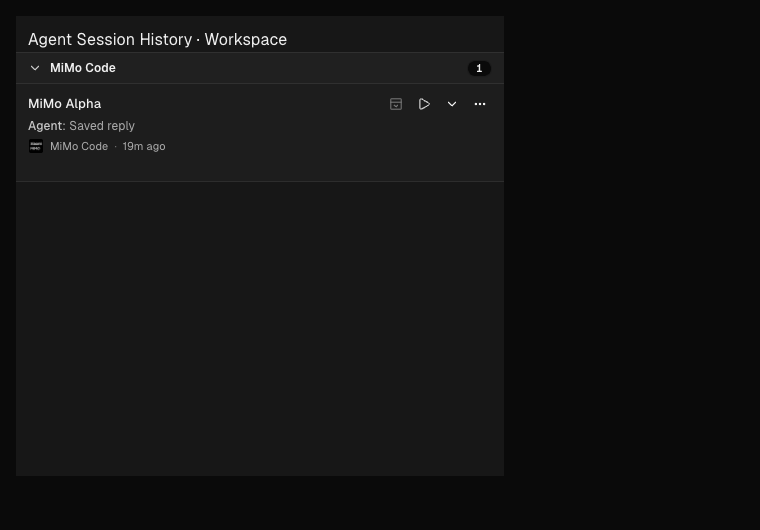 Agent Session History · Workspace
MiMo Code 1
MiMo Alpha
Agent: Saved reply
MiMo Code · 19m ago